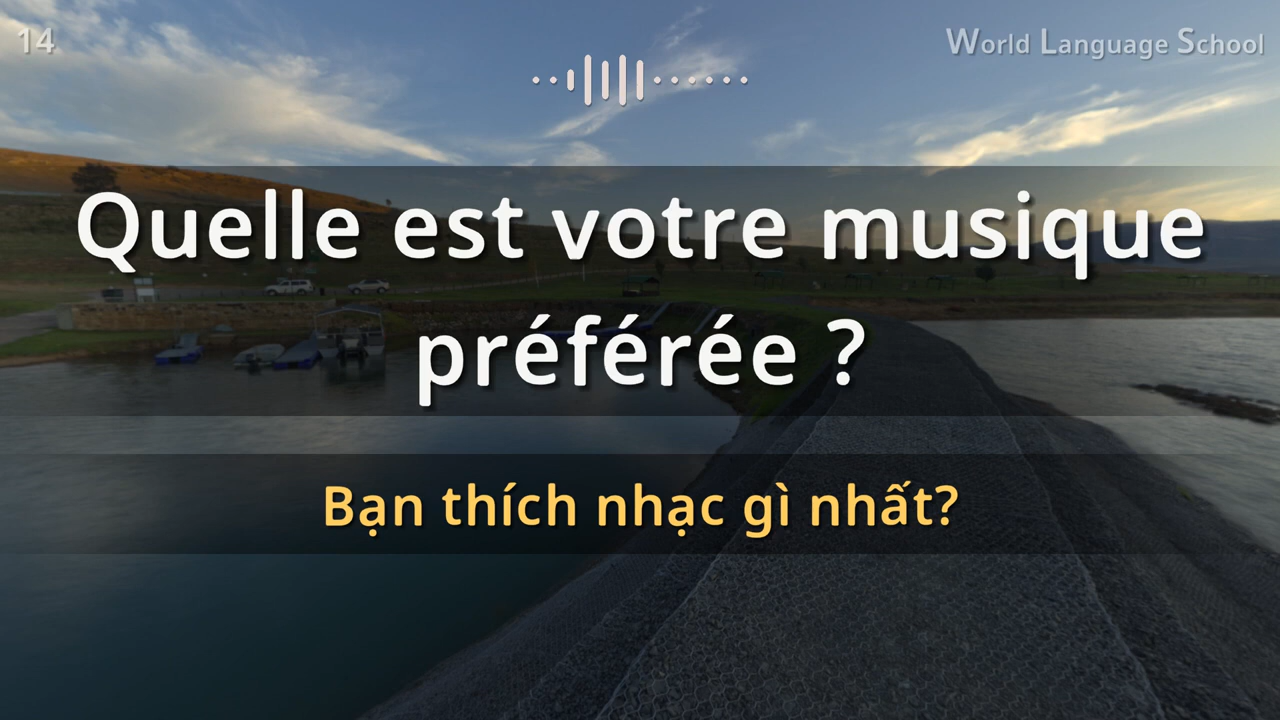 14
World Language School
Quelle est votre musique
préférée ?
Bạn thích nhạc gì nhất?